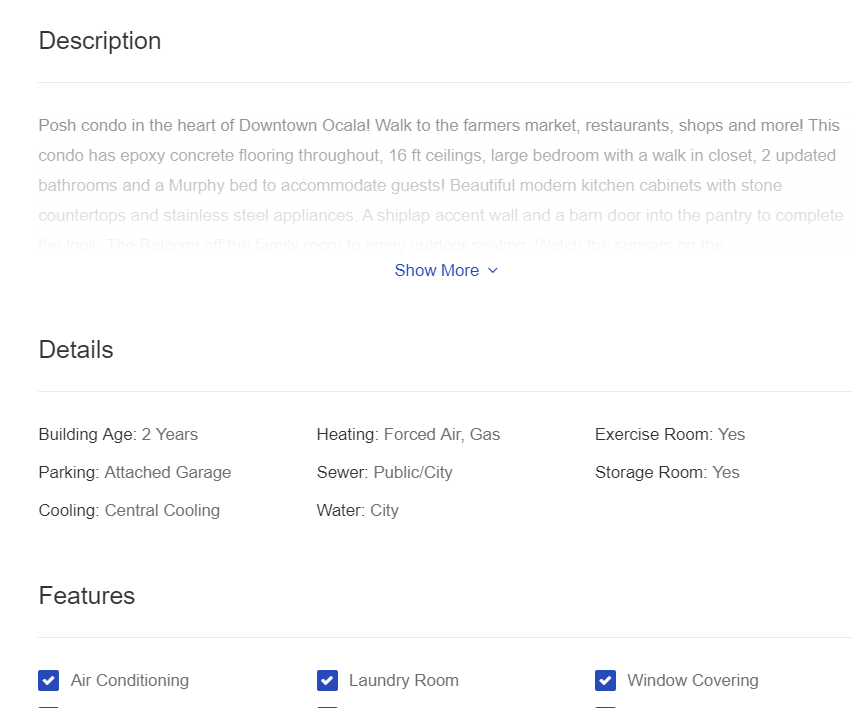 Description
Posh condo in the heart of Downtown Ocala! Walk to the farmers market, restaurants, shops and more! This
condo has epoxy concrete flooring throughout, 16 ft ceilings, large bedroom with a walk in closet, 2 updated
bathrooms and a Murphy bed to accommodate guests! Beautiful modern kitchen cabinets with stone
countertops and stainless steel appliances. A shiplap accent wall and a barn door into the pantry to complete
the look. The Balcony off the family room to enjoy outdoor seating. Watch the sunsets on the
Show More
Details
Building Age: 2 Years Heating: Forced Air, Gas Exercise Room: Yes
Parking: Attached Garage Sewer: Public/City Storage Room: Yes
Cooling: Central Cooling Water: City
Features
Air Conditioning Laundry Room Window Covering